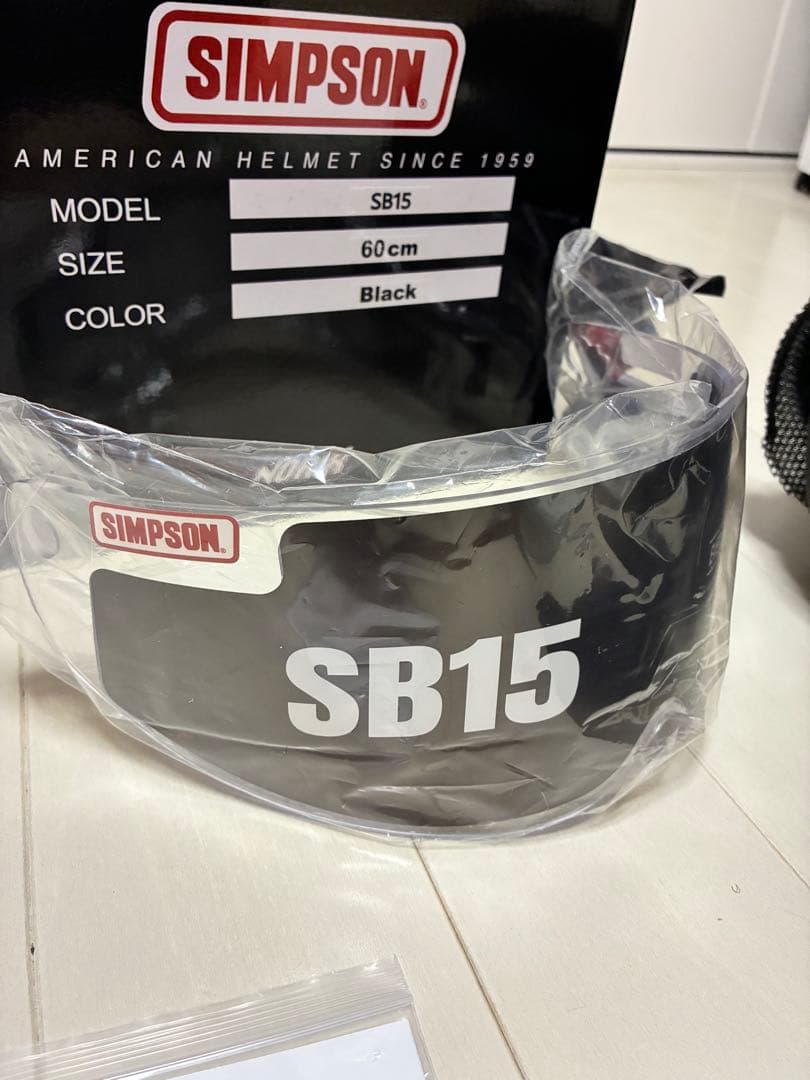 SIMPSON®
AMERICAN HELMET SINCE 1959
MODEL SB15
SIZE 60cm
COLOR Black
SIMPSON®
SB15